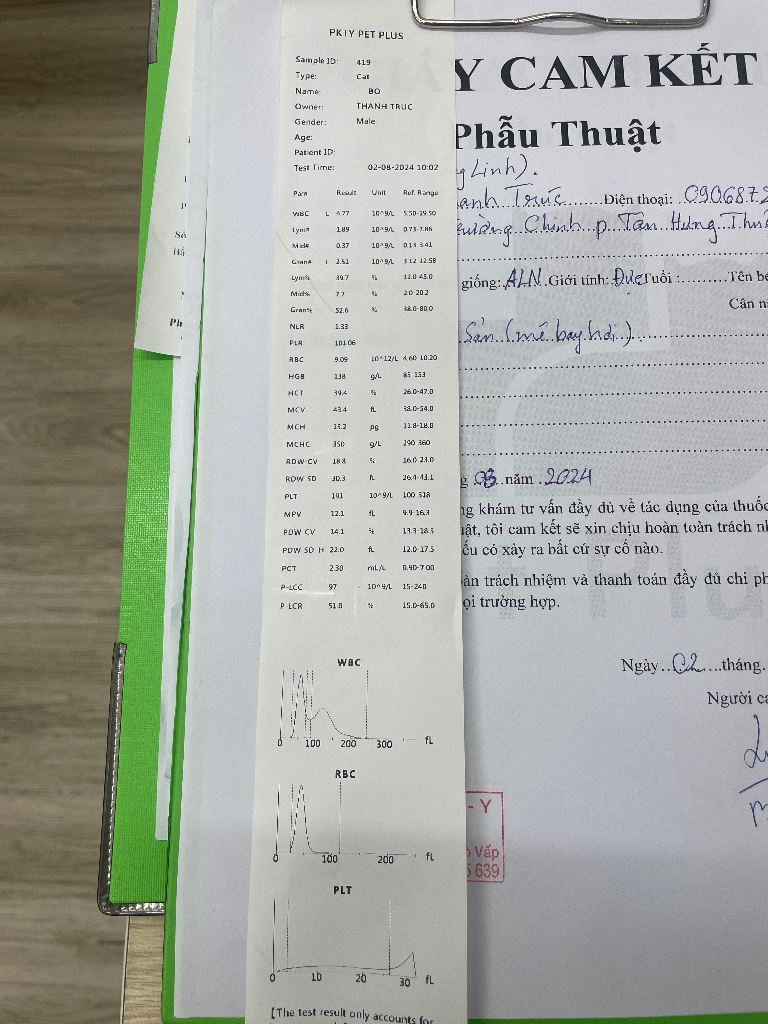 PKTY PET PLUS
Sample ID: 419
Type: Cat
Name: BO
Owner: THANH TRUC
Gender: Male
Age:
Patient ID:
Test Time: 02-08-2024 10:02
Para Result Unit Ref. Range
WBC L 4.77 10^9/L 5.50-19.50
Lym# 1.89 10^9/L 0.73-7.86
Mid# 0.37 10^9/L 0.13-3.41
Gran# L 2.51 10^9/L 3.12-12.58
Lym% 39.7 % 12.0-45.0
Mid% 7.7 % 2.0-20.2
Gran% 52.6 % 38.0-80.0
NLR 1.33
PLR 101.06
RBC 9.09 10^12/L 4.60-10.20
HGB 138 g/L 85-153
HCT 39.4 % 26.0-47.0
MCV 43.4 fL 38.0-54.0
MCH 15.2 pg 11.8-18.0
MCHC 350 g/L 290-360
RDW-CV 18.8 % 16.0-23.0
RDW-SD 30.3 fL 26.4-43.1
PLT 191 10^9/L 100-518
MPV 12.1 fL 9.9-16.3
PDW-CV 14.1 % 13.3-18.5
PDW-SD H 22.0 fL 12.0-17.5
PCT 2.30 mL/L 0.90-7.00
P-LCC 97 10^9/L 15-240
P-LCR 51.0 % 15.0-65.0
WBC
0 100 200 300 fL
RBC
0 100 200 fL
PLT
0 10 20 30 fL
[The test result only accounts for
Y CAM KẾT
Phẫu Thuật
g Linh).
anh Trúc Điện thoại: 090687
Trường Chinh p. Tân Hưng
giống: ALN Giới tính: Đực Tuổi : Tên bé
Cân n
Sản (mê bay hơi)
g 08 năm 2024
ng khám tư vấn đầy đủ về tác dụng của thuốc
uật, tôi cam kết sẽ xin chịu hoàn toàn trách nh
ếu có xảy ra bất cứ sự cố nào.
àn trách nhiệm và thanh toán đầy đủ chi ph
ọi trường hợp.
Ngày 02 tháng.
Người ca
- Y
Vấp
639